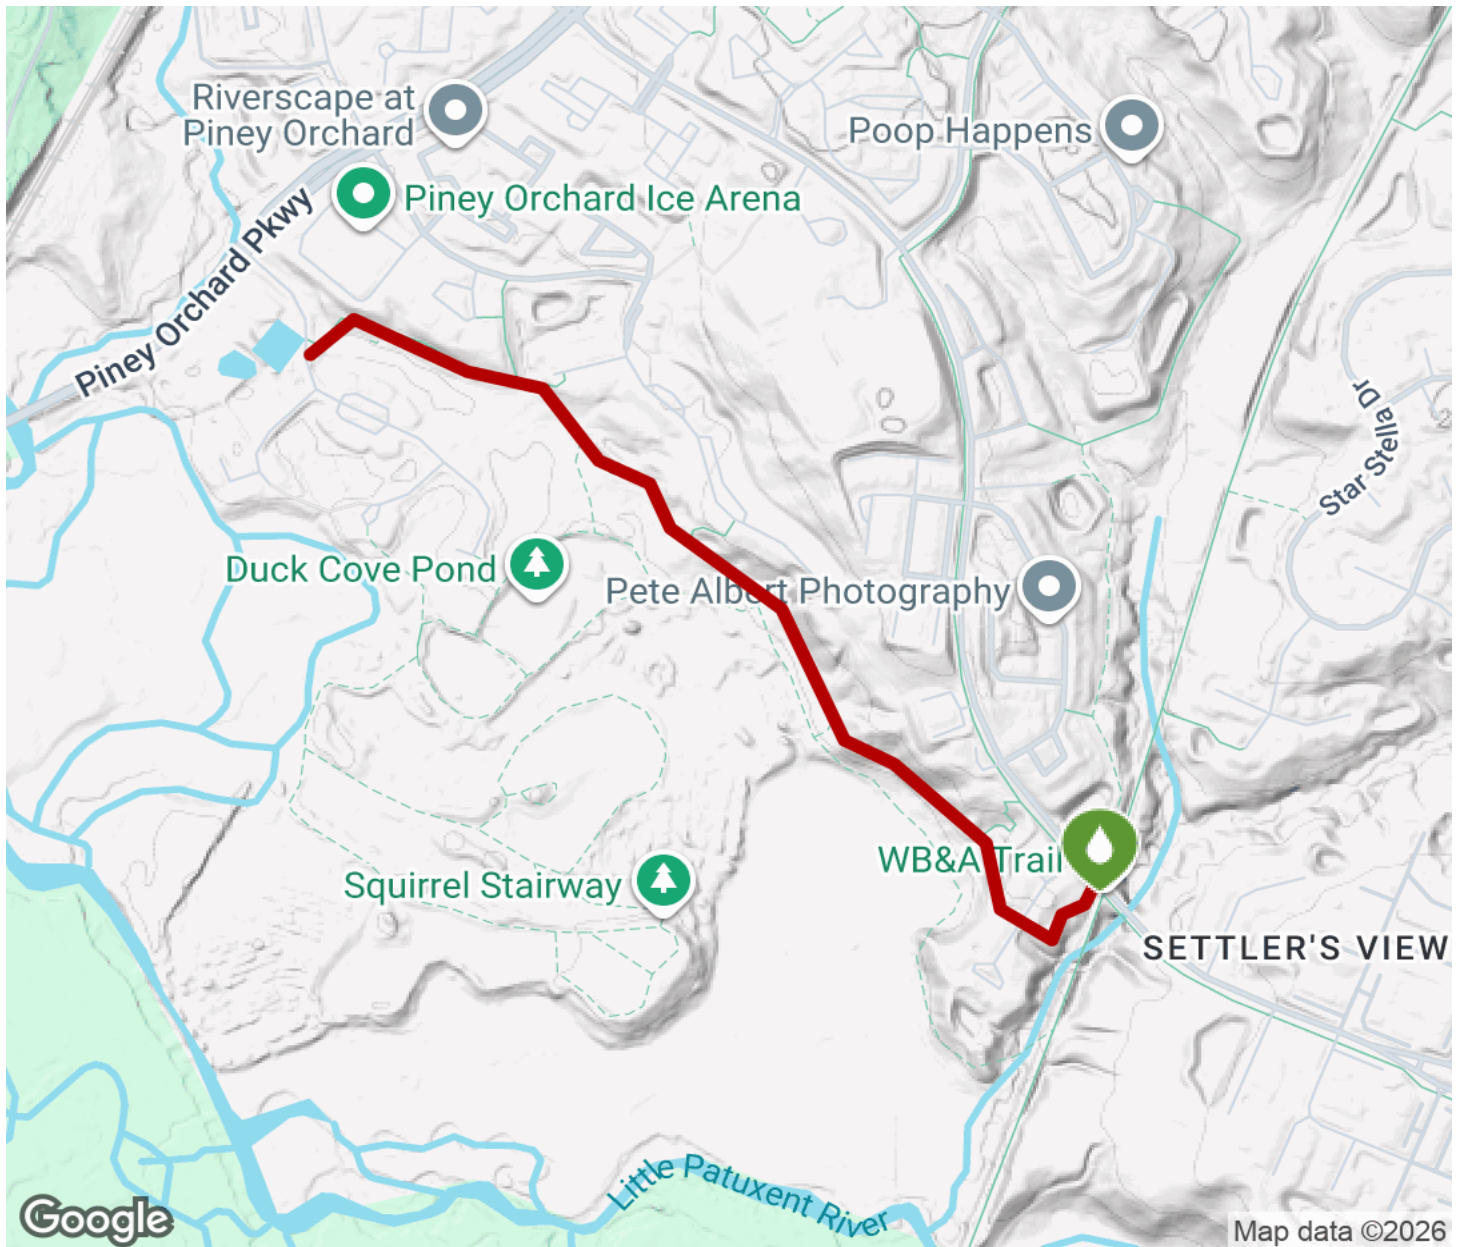 Riverscape at
Piney Orchard
Poop Happens
Piney Orchard Ice Arena
Piney Orchard Pkwy
Star Stella Dr
Duck Cove Pond
Pete Albert Photography
WB&A Trail
Squirrel Stairway
SETTLER'S VIEW
Little Patuxent River
Google
Map data ©2026